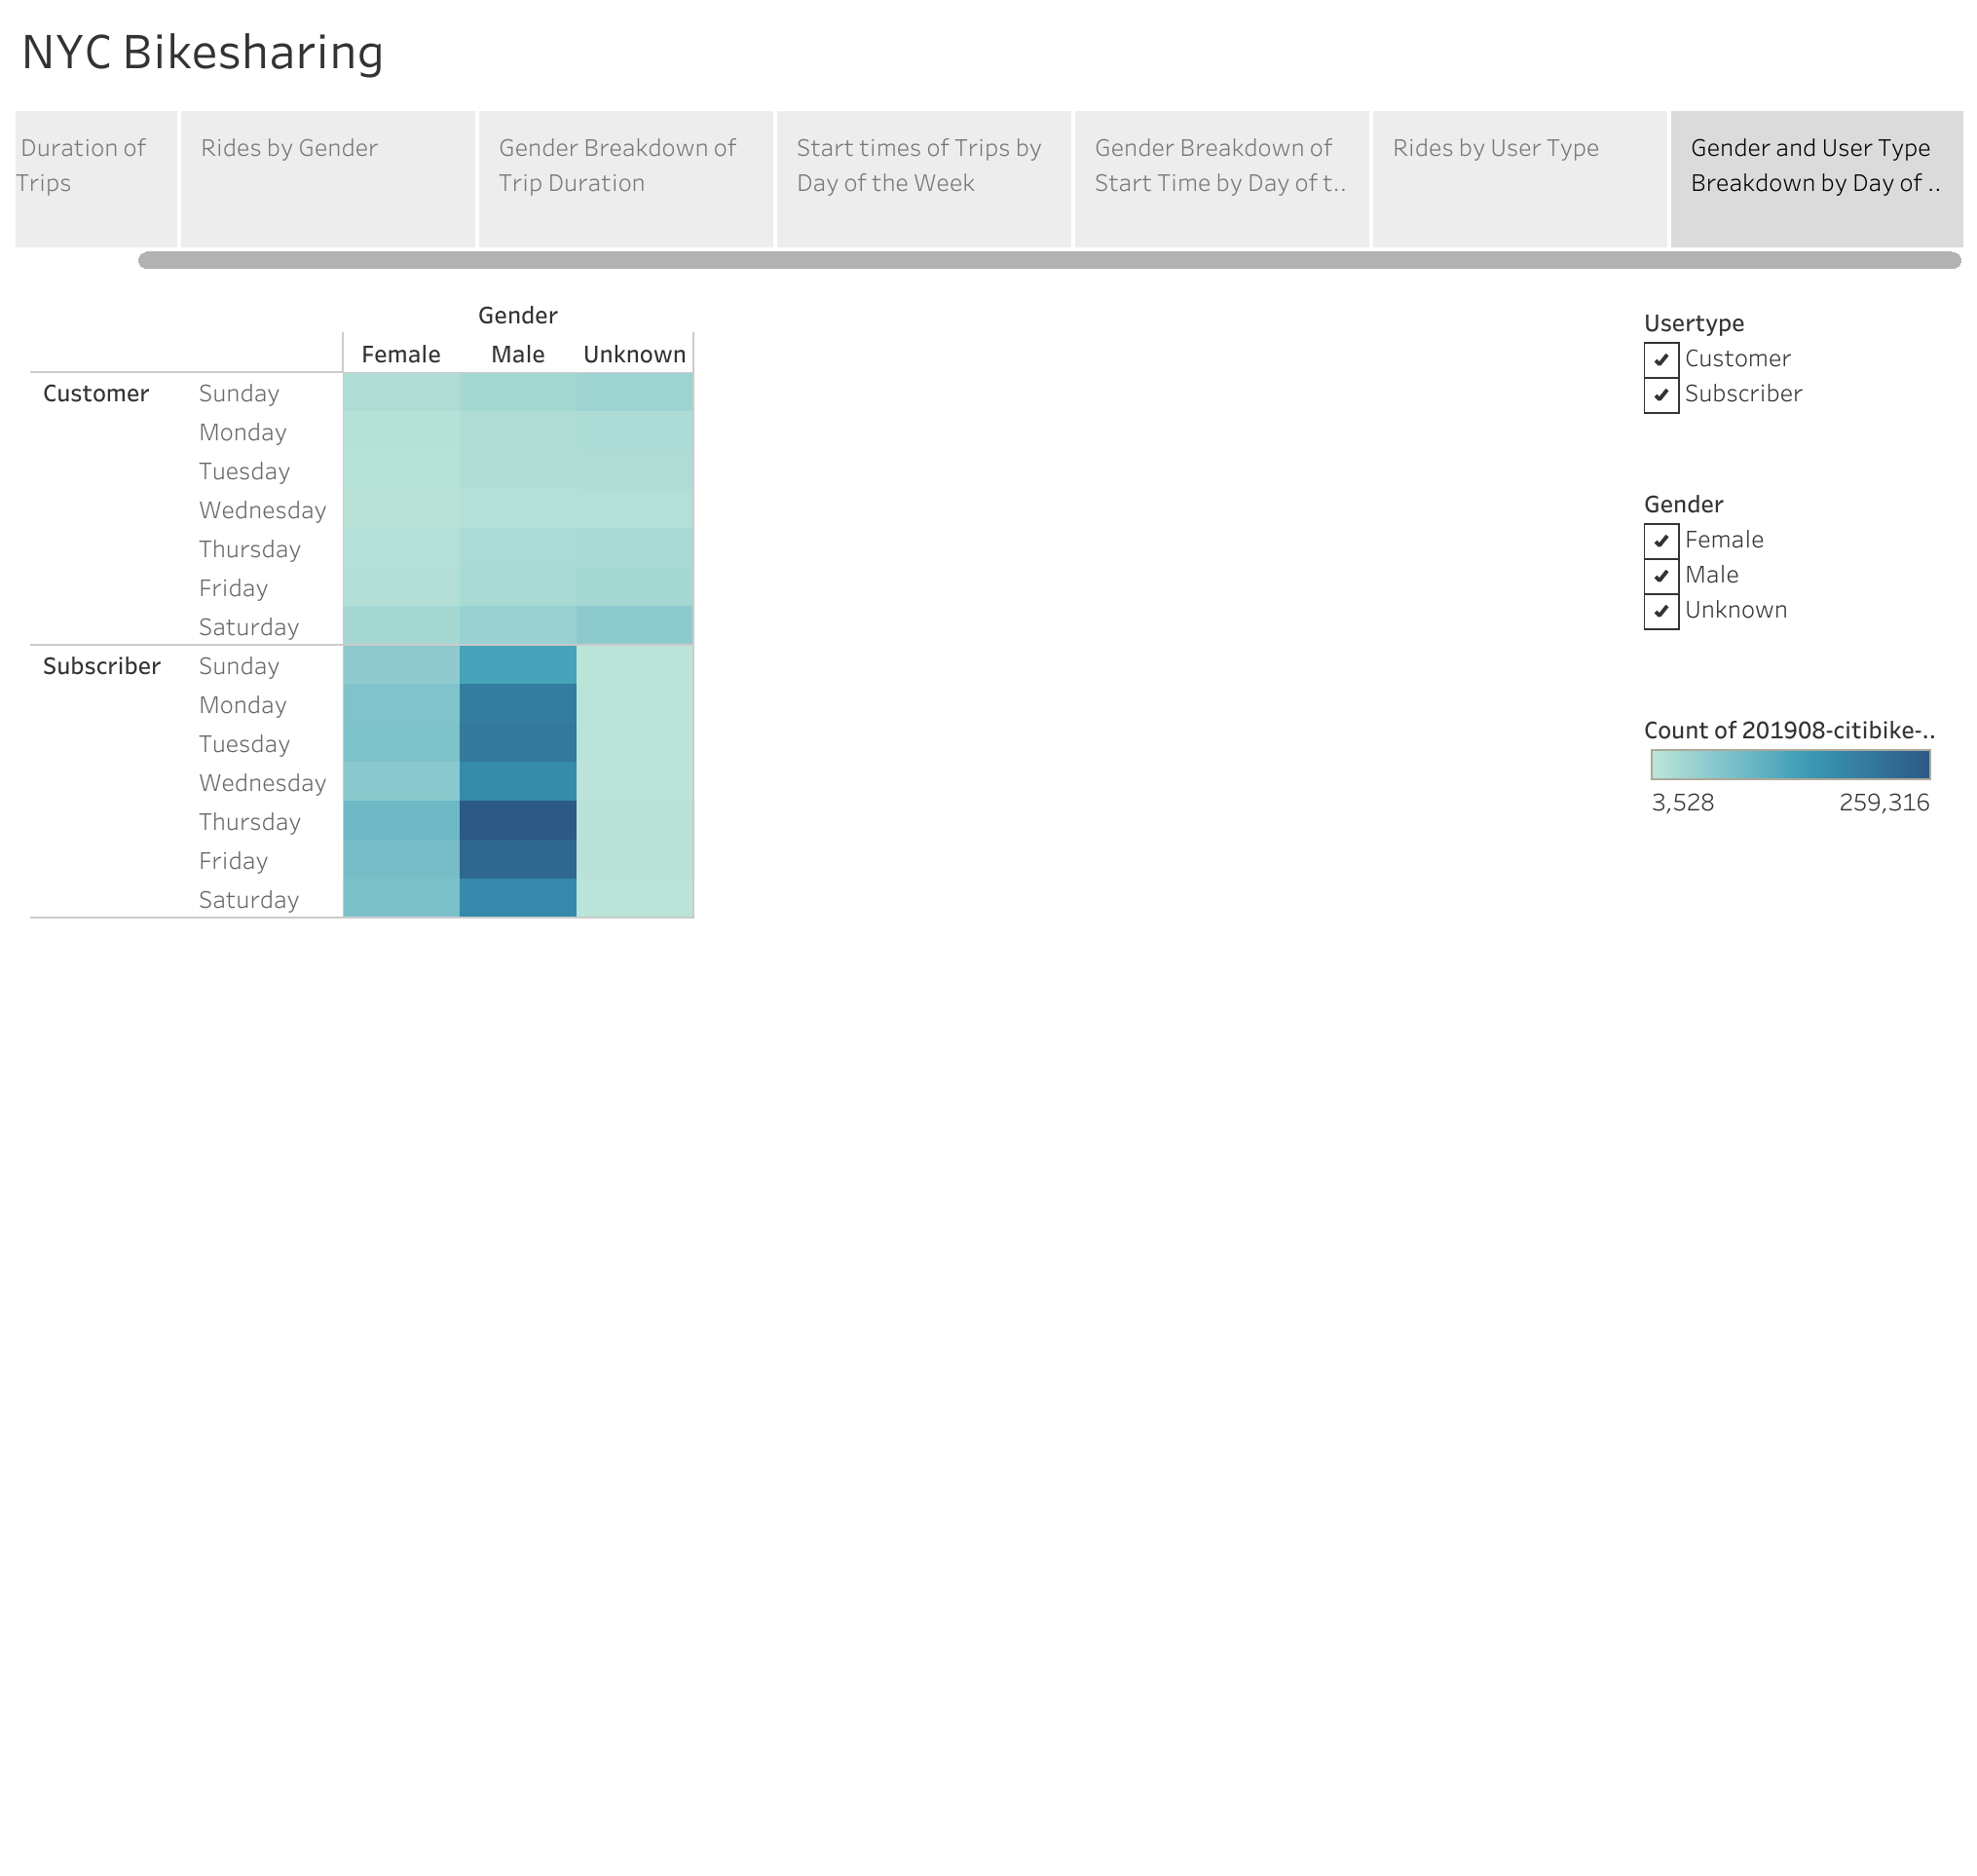 NYC Bikesharing
Duration of
Trips
Rides by Gender
Gender Breakdown of
Trip Duration
Start times of Trips by
Day of the Week
Gender Breakdown of
Start Time by Day of t..
Rides by User Type
Gender and User Type
Breakdown by Day of ..
Gender
Female Male Unknown
Customer Sunday
Monday
Tuesday
Wednesday
Thursday
Friday
Saturday
Subscriber Sunday
Monday
Tuesday
Wednesday
Thursday
Friday
Saturday
Usertype
Customer
Subscriber
Gender
Female
Male
Unknown
Count of 201908-citibike-..
3,528 259,316